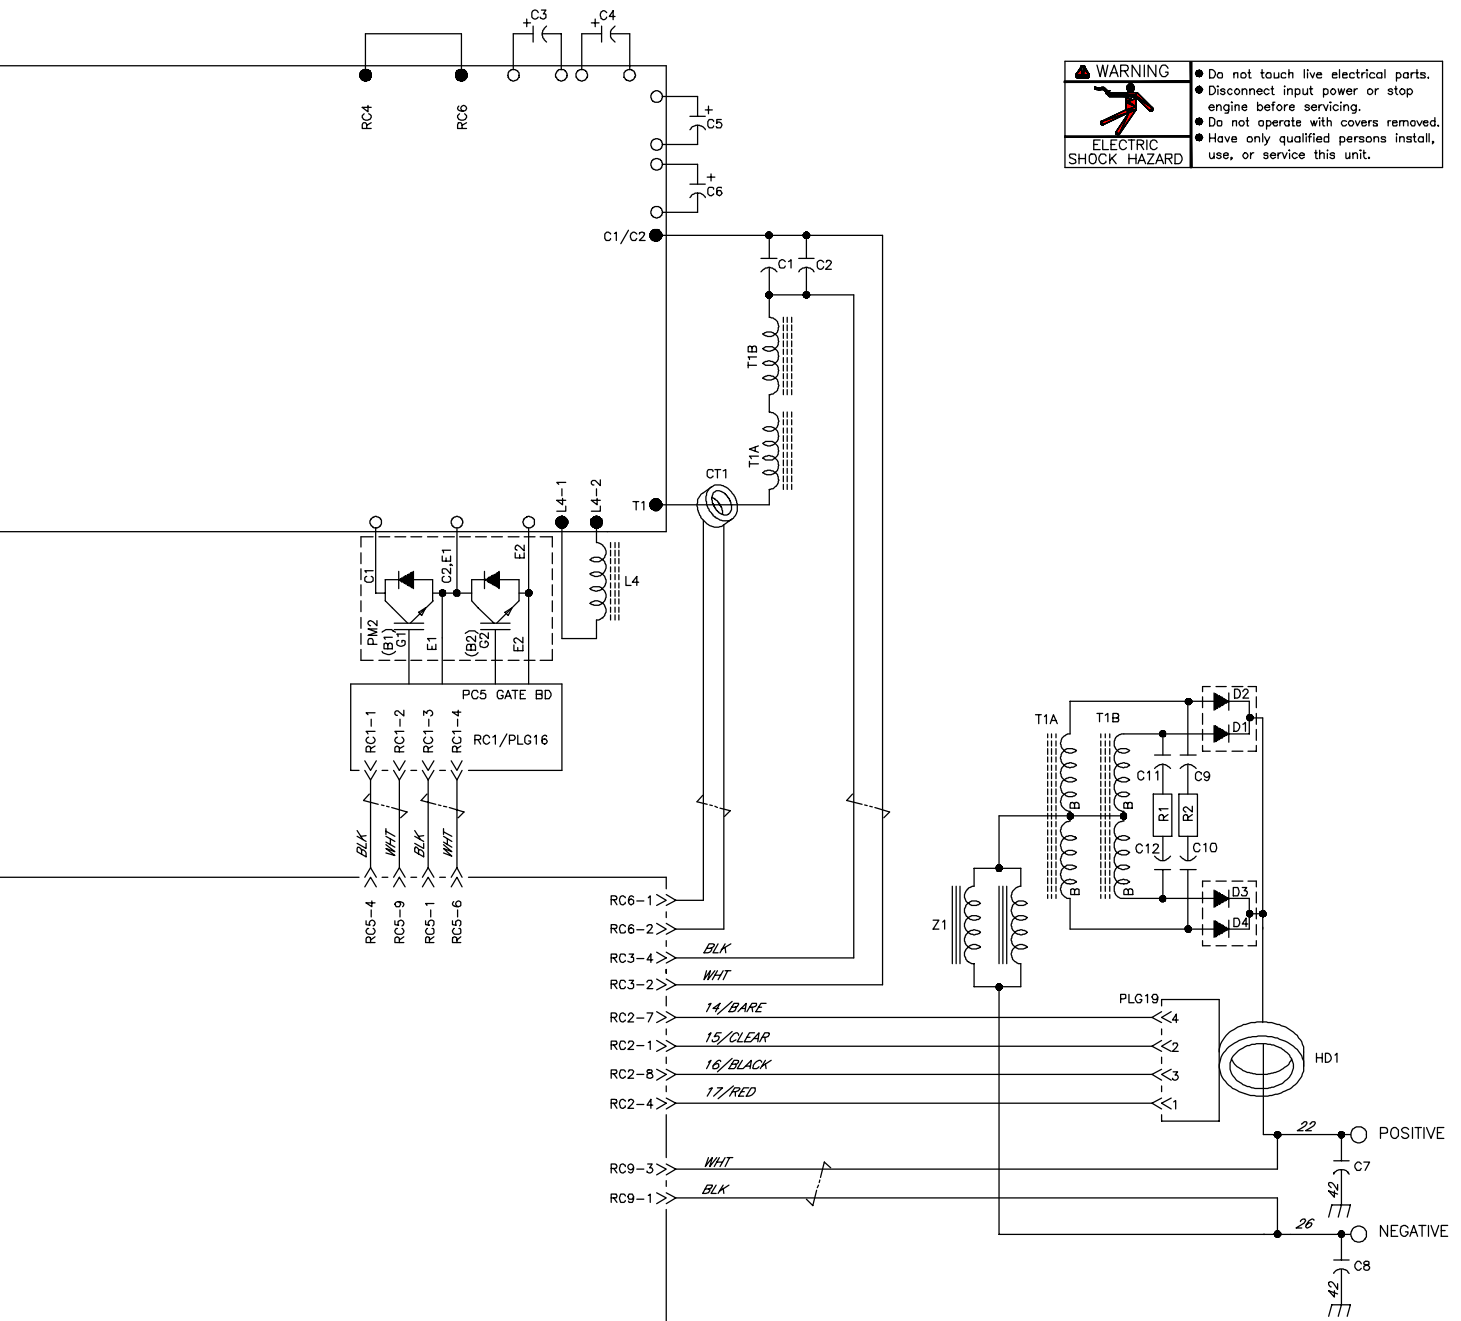 + C3
+ C4
RC4
RC6
+
C5
+
C6
C1/C2
C1
C2
T1B
T1A
CT1
T1
L4-1
L4-2
L4
C1
C2,E1
E2
PM2
(B1)
G1
E1
(B2)
G2
E2
PC5 GATE BD
RC1-1
RC1-2
RC1-3
RC1-4
RC1/PLG16
BLK
WHT
BLK
WHT
RC5-4
RC5-9
RC5-1
RC5-6
WARNING
ELECTRIC
SHOCK HAZARD
● Do not touch live electrical parts.
● Disconnect input power or stop
engine before servicing.
● Do not operate with covers removed.
● Have only qualified persons install,
use, or service this unit.
T1A
T1B
D2
D1
C11
C9
B
B
R1
R2
C12
C10
B
B
D3
D4
Z1
RC6-1
RC6-2
RC3-4
BLK
RC3-2
WHT
RC2-7
14/BARE
RC2-1
15/CLEAR
RC2-8
16/BLACK
RC2-4
17/RED
PLG19
4
2
3
1
HD1
RC9-3
WHT
RC9-1
BLK
22
POSITIVE
C7
42
26
NEGATIVE
C8
42